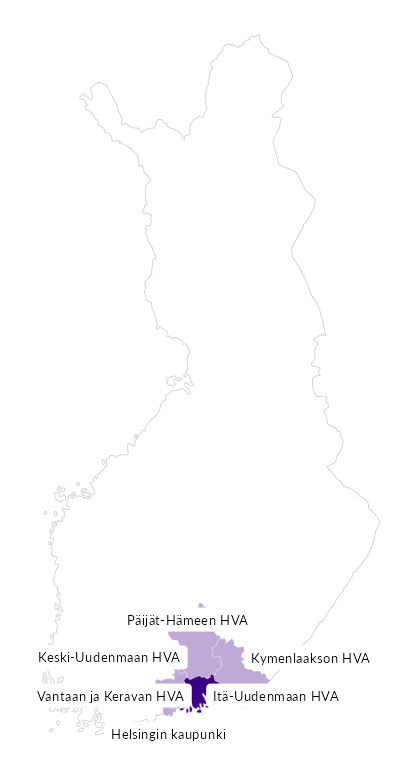 Päijät-Hämeen HVA
Keski-Uudenmaan HVA
Kymenlaakson HVA
Vantaan ja Keravan HVA
Itä-Uudenmaan HVA
Helsingin kaupunki